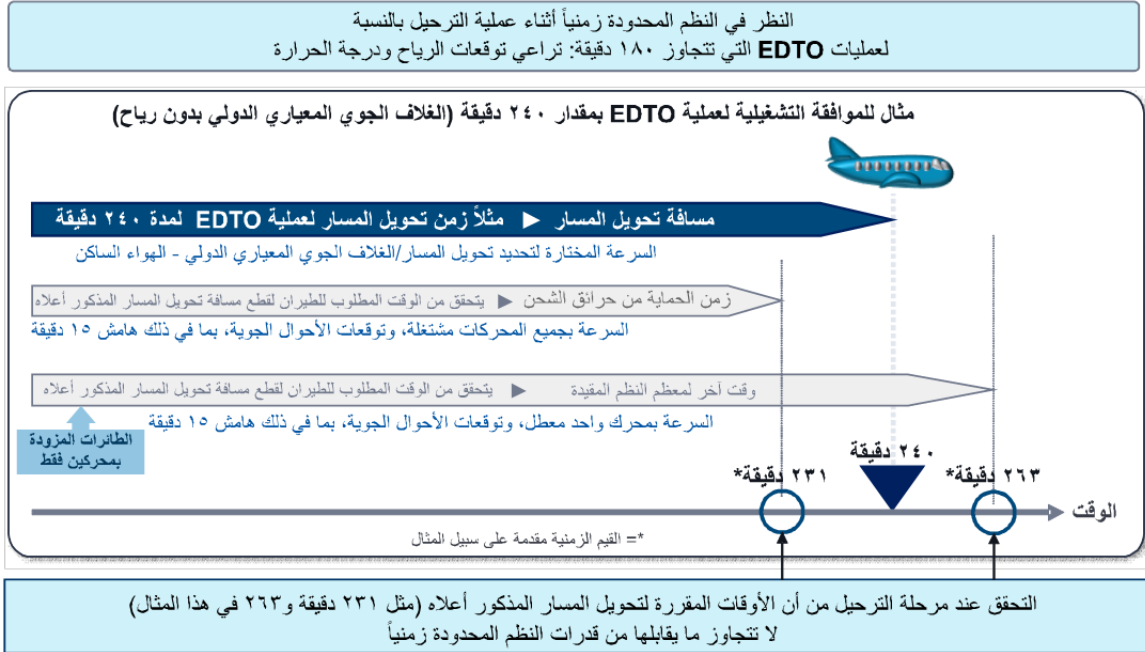 النظر في النظم المحدودة زمنياً أثناء عملية الترحيل بالنسبة
لعمليات EDTO التي تتجاوز ١٨٠ دقيقة: تراعي توقعات الرياح ودرجة الحرارة
مثال للموافقة التشغيلية لعملية EDTO بمقدار ٢٤٠ دقيقة (الغلاف الجوي المعياري الدولي بدون رياح)
مسافة تحويل المسار ◀ مثلاً زمن تحويل المسار لعملية EDTO لمدة ٢٤٠ دقيقة
السرعة المختارة لتحديد تحويل المسار/الغلاف الجوي المعياري الدولي - الهواء الساكن
زمن الحماية من حرائق الشحن ◀ يتحقق من الوقت المطلوب للطيران لقطع مسافة تحويل المسار المذكور أعلاه
السرعة بجميع المحركات مشتغلة، وتوقعات الأحوال الجوية، بما في ذلك هامش ١٥ دقيقة
وقت آخر لمعظم النظم المقيدة ◀ يتحقق من الوقت المطلوب للطيران لقطع مسافة تحويل المسار المذكور أعلاه
السرعة بمحرك واحد معطل، وتوقعات الأحوال الجوية، بما في ذلك هامش ١٥ دقيقة
الطائرات المزودة
بمحركين فقط
٢٤٠ دقيقة
٢٦٣ دقيقة*
٢٣١ دقيقة*
الوقت
*= القيم الزمنية مقدمة على سبيل المثال
التحقق عند مرحلة الترحيل من أن الأوقات المقررة لتحويل المسار المذكور أعلاه (مثل ٢٣١ دقيقة و٢٦٣ في هذا المثال)
لا تتجاوز ما يقابلها من قدرات النظم المحدودة زمنياً